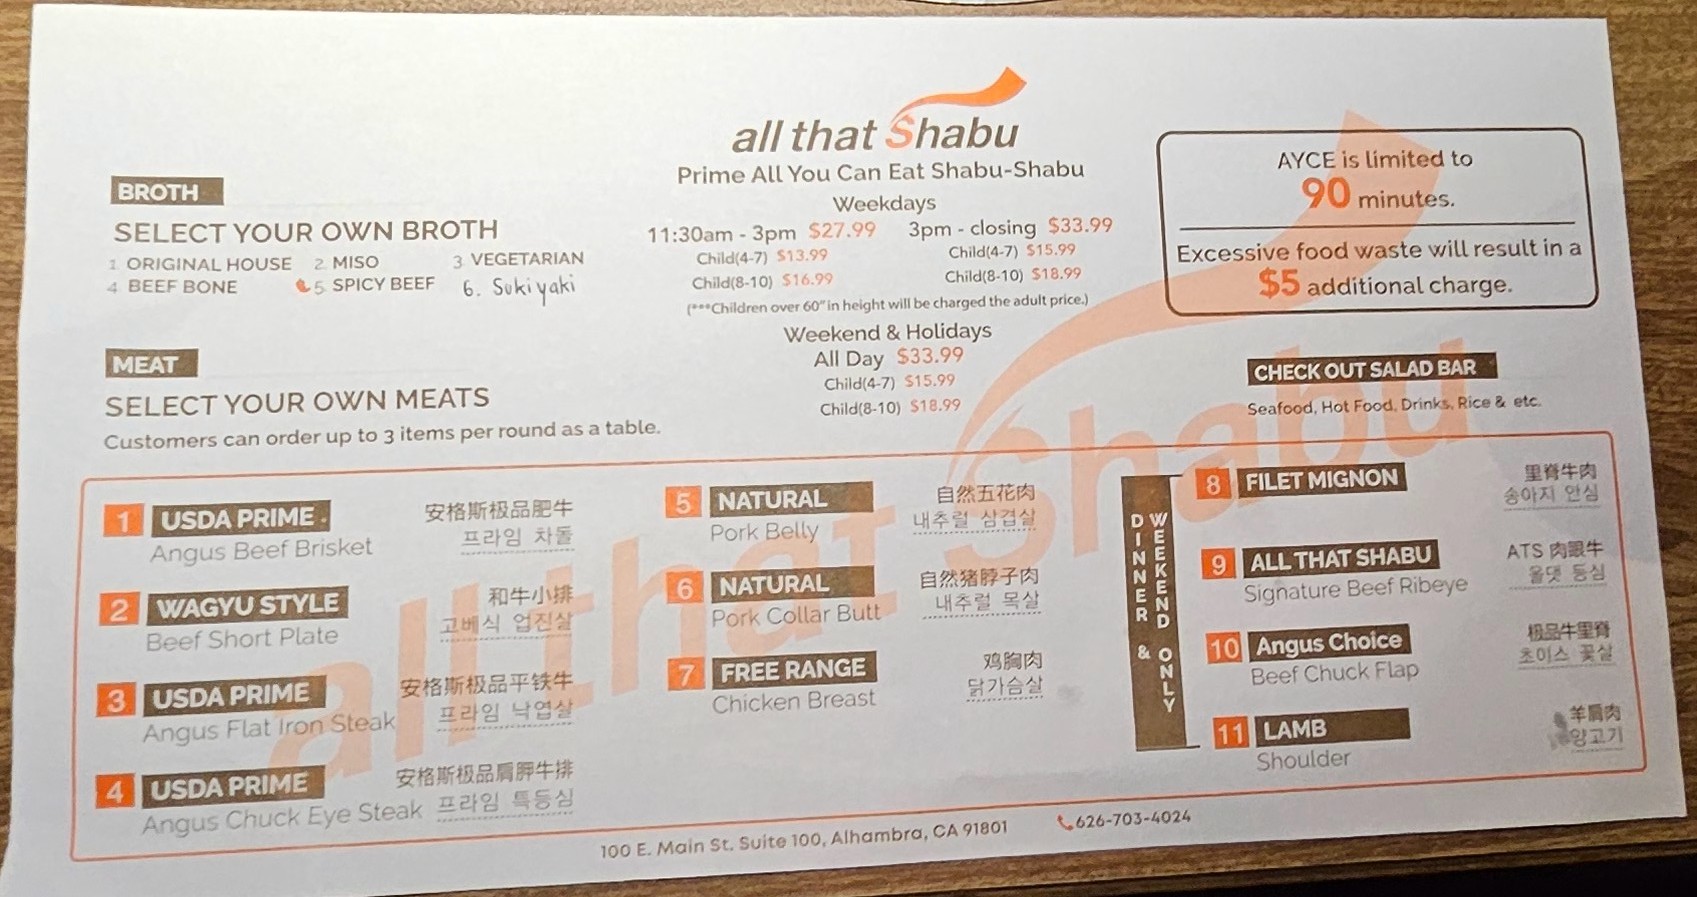 all that Shabu
Prime All You Can Eat Shabu-Shabu
Weekdays
11:30am - 3pm $27.99 3pm - closing $33.99
Child(4-7) $13.99 Child(4-7) $15.99
Child(8-10) $16.99 Child(8-10) $18.99
(***Children over 60" in height will be charged the adult price.)
Weekend & Holidays
All Day $33.99
Child(4-7) $15.99
Child(8-10) $18.99
BROTH
SELECT YOUR OWN BROTH
1 ORIGINAL HOUSE 2 MISO 3 VEGETARIAN
4 BEEF BONE 5 SPICY BEEF 6. Sukiyaki
MEAT
SELECT YOUR OWN MEATS
Customers can order up to 3 items per round as a table.
AYCE is limited to
90 minutes.
Excessive food waste will result in a
$5 additional charge.
CHECK OUT SALAD BAR
Seafood, Hot Food, Drinks, Rice & etc.
all that Shabu
1 USDA PRIME 安格斯极品肥牛
Angus Beef Brisket 프라임 차돌
2 WAGYU STYLE 和牛小排
Beef Short Plate 고베식 업진살
3 USDA PRIME 安格斯极品平铁牛
Angus Flat Iron Steak 프라임 낙엽살
4 USDA PRIME 安格斯极品肩胛牛排
Angus Chuck Eye Steak 프라임 특등심
5 NATURAL 自然五花肉
Pork Belly 내추럴 삼겹살
6 NATURAL 自然猪脖子肉
Pork Collar Butt 내추럴 목살
7 FREE RANGE 鸡胸肉
Chicken Breast 닭가슴살
DINNER & WEEKEND ONLY
8 FILET MIGNON 里脊牛肉
송아지 안심
9 ALL THAT SHABU ATS 肉眼牛
Signature Beef Ribeye 올댓 등심
10 Angus Choice 极品牛里脊
Beef Chuck Flap 초이스 꽃살
11 LAMB 羊肩肉
Shoulder 양고기
100 E. Main St. Suite 100, Alhambra, CA 91801 626-703-4024